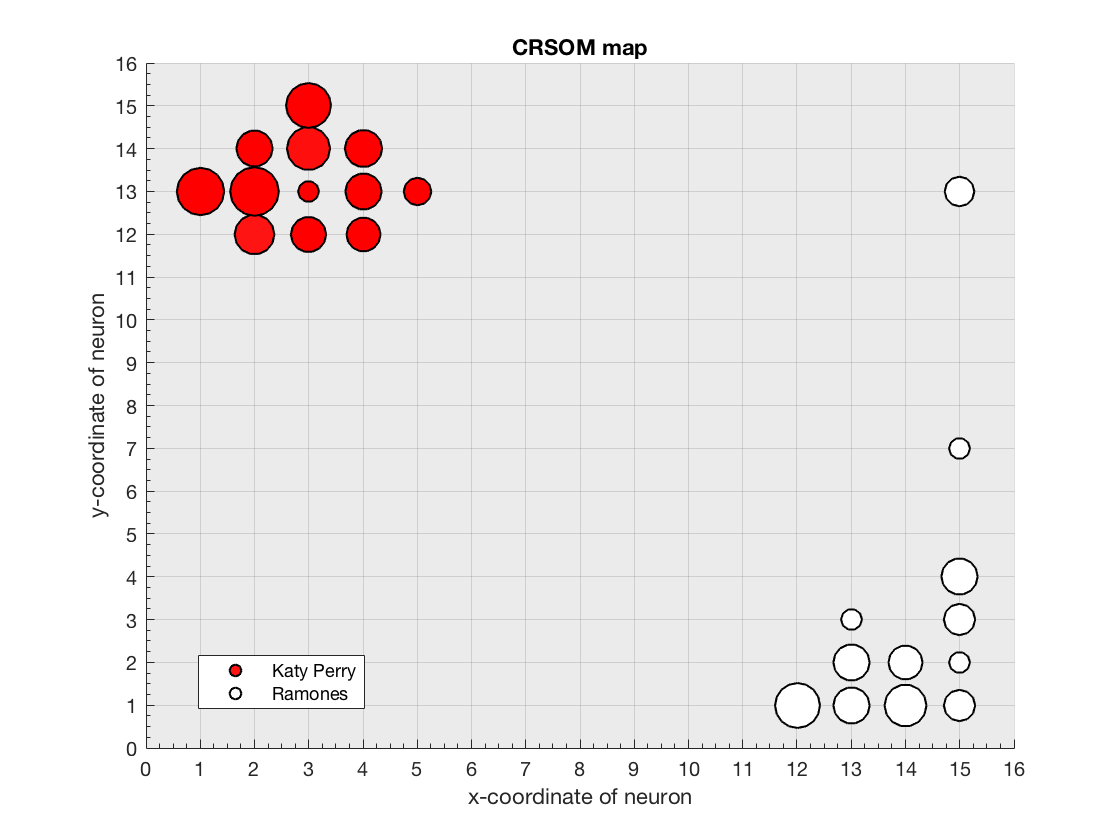 CRSOM map
16
15
14
13
12
11
10
9
8
7
6
5
4
3
2
1
0
y-coordinate of neuron
Katy Perry
Ramones
0 1 2 3 4 5 6 7 8 9 10 11 12 13 14 15 16
x-coordinate of neuron